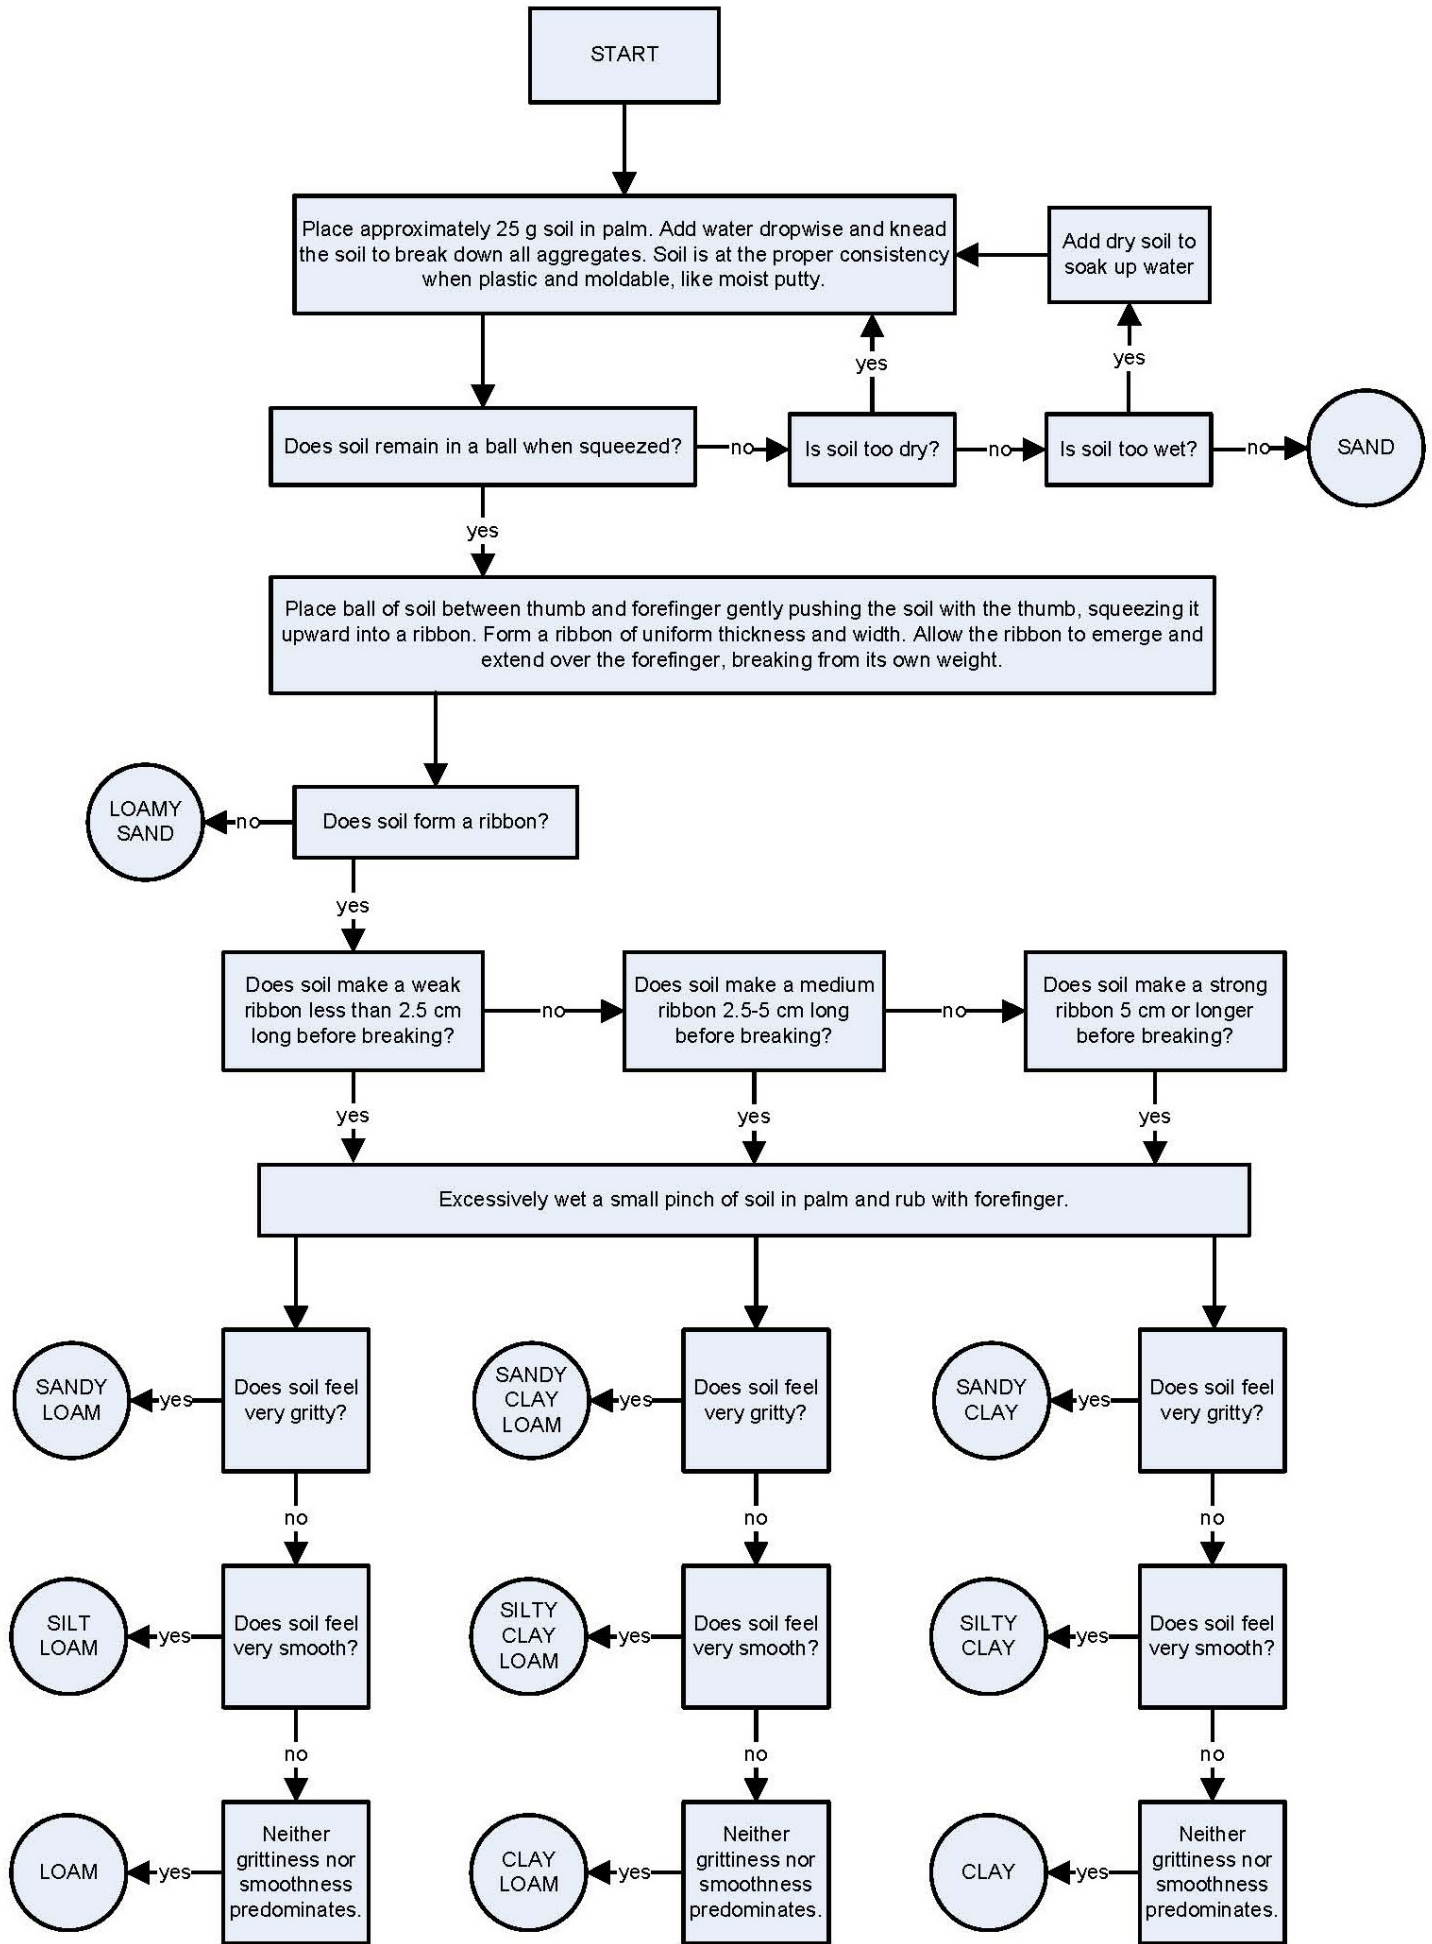 START
Place approximately 25 g soil in palm. Add water dropwise and knead
the soil to break down all aggregates. Soil is at the proper consistency
when plastic and moldable, like moist putty.
Add dry soil to
soak up water
yes
yes
Does soil remain in a ball when squeezed?
no
Is soil too dry?
no
Is soil too wet?
no
SAND
yes
Place ball of soil between thumb and forefinger gently pushing the soil with the thumb, squeezing it
upward into a ribbon. Form a ribbon of uniform thickness and width. Allow the ribbon to emerge and
extend over the forefinger, breaking from its own weight.
LOAMY
SAND
no
Does soil form a ribbon?
yes
Does soil make a weak
ribbon less than 2.5 cm
long before breaking?
no
Does soil make a medium
ribbon 2.5-5 cm long
before breaking?
no
Does soil make a strong
ribbon 5 cm or longer
before breaking?
yes
yes
yes
Excessively wet a small pinch of soil in palm and rub with forefinger.
SANDY
LOAM
yes
Does soil feel
very gritty?
SANDY
CLAY
LOAM
yes
Does soil feel
very gritty?
SANDY
CLAY
yes
Does soil feel
very gritty?
no
no
no
SILT
LOAM
yes
Does soil feel
very smooth?
SILTY
CLAY
LOAM
yes
Does soil feel
very smooth?
SILTY
CLAY
yes
Does soil feel
very smooth?
no
no
no
LOAM
yes
Neither
grittiness nor
smoothness
predominates.
CLAY
LOAM
yes
Neither
grittiness nor
smoothness
predominates.
CLAY
yes
Neither
grittiness nor
smoothness
predominates.